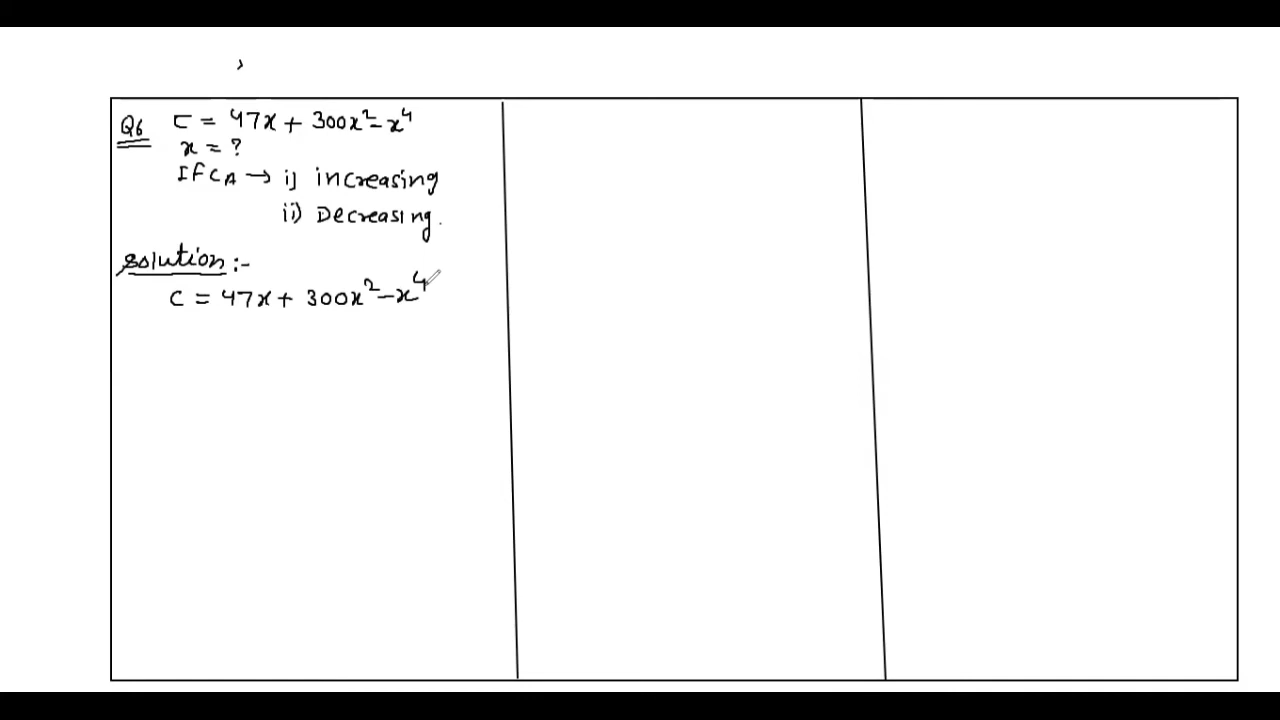 Q6 C = 47x + 300x² - x⁴
x = ?
If C_A → i) increasing
ii) Decreasing.
Solution :-
C = 47x + 300x² - x⁴